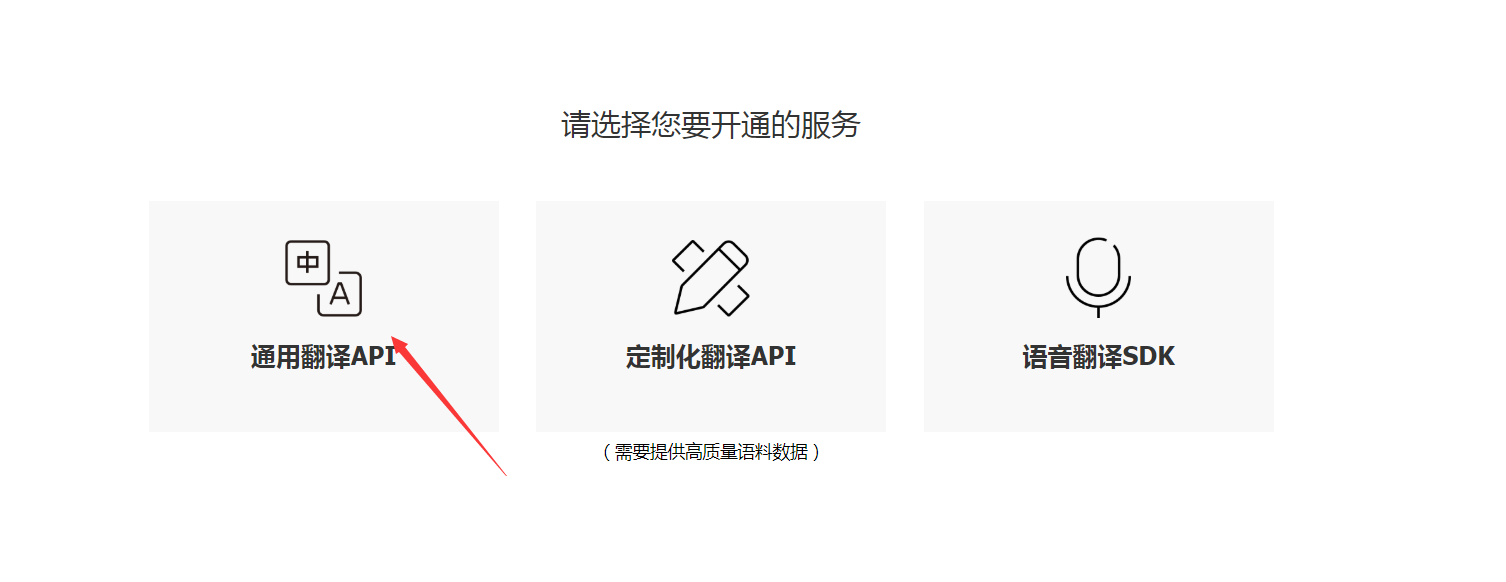 请选择您要开通的服务
中
A
通用翻译API
定制化翻译API
语音翻译SDK
（需要提供高质量语料数据）